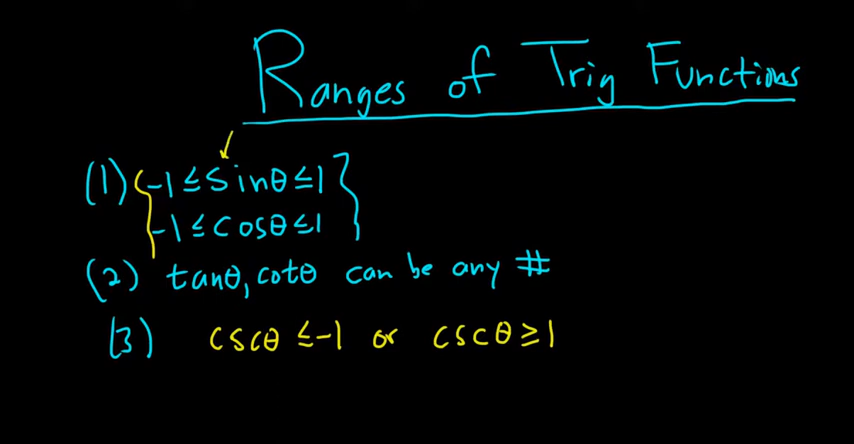 Ranges of Trig Functions
(1) -1 ≤ sinθ ≤ 1
-1 ≤ cosθ ≤ 1
(2) tanθ, cotθ can be any #
(3) cscθ ≤ -1 or cscθ ≥ 1